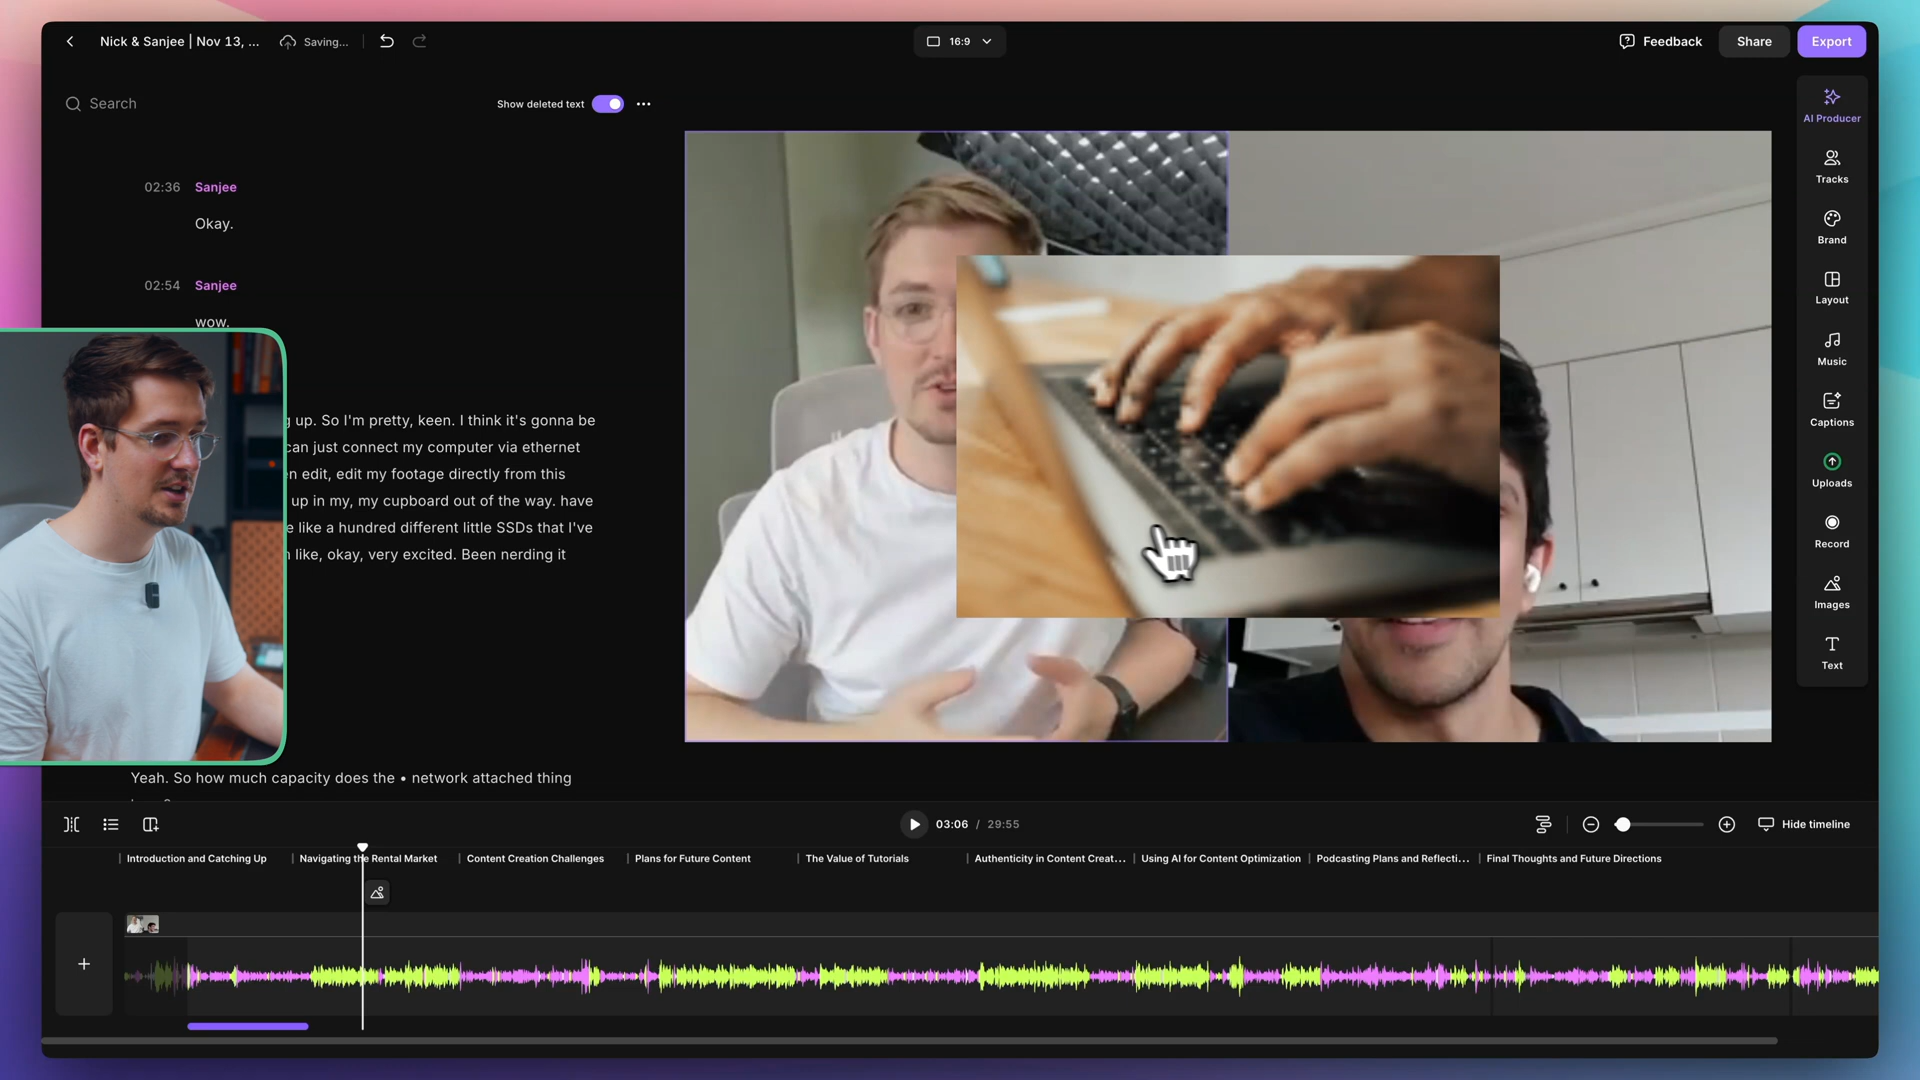 Nick & Sanjee | Nov 13, ...
Saving...
16:9
Feedback
Share
Export
Search
Show deleted text
AI Producer
Tracks
Brand
Layout
Music
Captions
Uploads
Record
Images
Text
02:36 Sanjee
Okay.
02:54 Sanjee
wow.
up. So I'm pretty, keen. I think it's gonna be
can just connect my computer via ethernet
edit, edit my footage directly from this
up in my, my cupboard out of the way. have
like a hundred different little SSDs that I've
like, okay, very excited. Been nerding it
Yeah. So how much capacity does the • network attached thing
03:06 / 29:55
Hide timeline
Introduction and Catching Up
Navigating the Rental Market
Content Creation Challenges
Plans for Future Content
The Value of Tutorials
Authenticity in Content Creat...
Using AI for Content Optimization
Podcasting Plans and Reflecti...
Final Thoughts and Future Directions